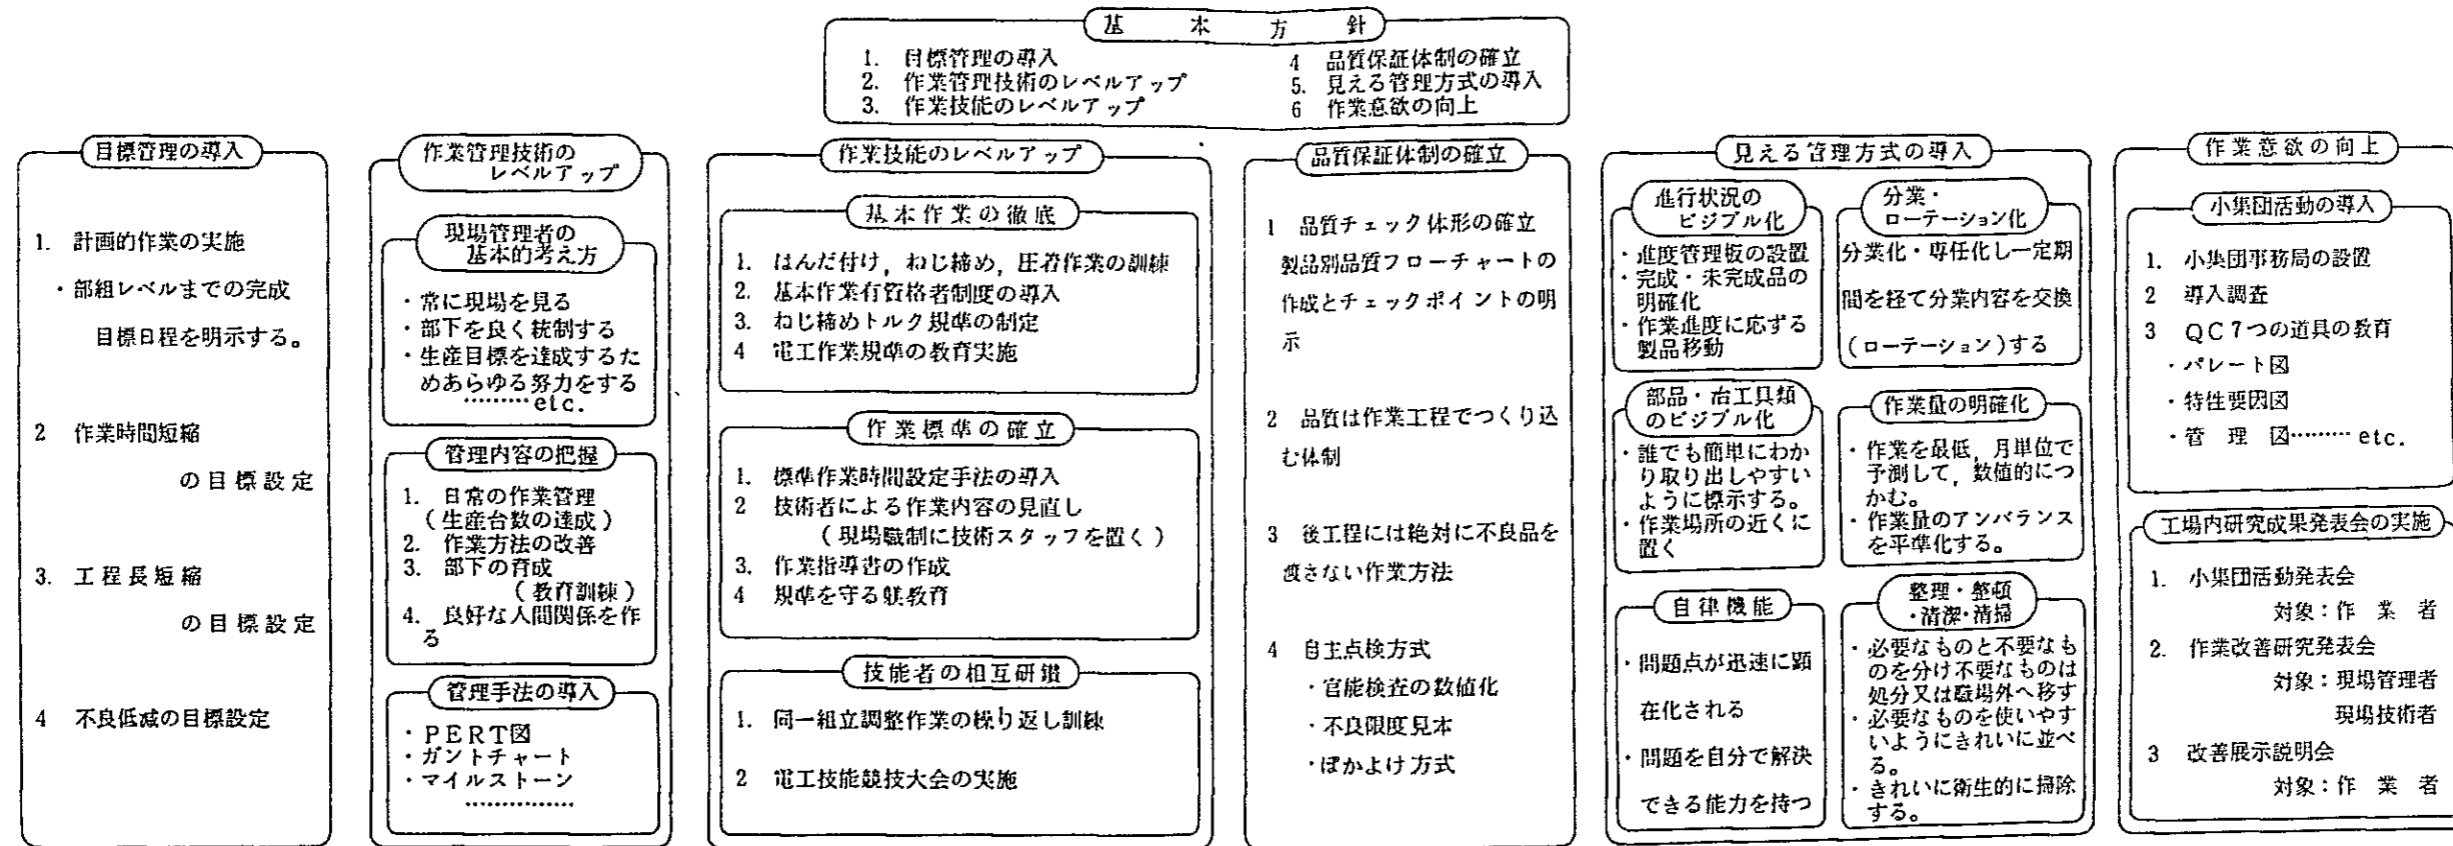 基本方針
1. 目標管理の導入
2. 作業管理技術のレベルアップ
3. 作業技能のレベルアップ
4 品質保証体制の確立
5. 見える管理方式の導入
6 作業意欲の向上
目標管理の導入
1. 計画的作業の実施
・部組レベルまでの完成
目標日程を明示する。
2 作業時間短縮
の目標設定
3. 工程長短縮
の目標設定
4 不良低減の目標設定
作業管理技術の
レベルアップ
現場管理者の
基本的考え方
・常に現場を見る
・部下を良く統制する
・生産目標を達成するた
めあらゆる努力をする
………etc.
管理内容の把握
1. 日常の作業管理
(生産台数の達成)
2. 作業方法の改善
3. 部下の育成
(教育訓練)
4. 良好な人間関係を作
る
管理手法の導入
・PERT図
・ガントチャート
・マイルストーン
……………
作業技能のレベルアップ
基本作業の徹底
1. はんだ付け，ねじ締め，圧着作業の訓練
2. 基本作業有資格者制度の導入
3. ねじ締めトルク規準の制定
4 電工作業規準の教育実施
作業標準の確立
1. 標準作業時間設定手法の導入
2 技術者による作業内容の見直し
(現場職制に技術スタッフを置く)
3. 作業指導書の作成
4 規準を守る躾教育
技能者の相互研鑽
1. 同一組立調整作業の繰り返し訓練
2 電工技能競技大会の実施
品質保証体制の確立
1 品質チェック体形の確立
製品別品質フローチャートの
作成とチェックポイントの明
示
2 品質は作業工程でつくり込
む体制
3 後工程には絶対に不良品を
渡さない作業方法
4 自主点検方式
・官能検査の数値化
・不良限度見本
・ぽかよけ方式
見える管理方式の導入
進行状況の
ビジブル化
・進度管理板の設置
・完成・未完成品の
明確化
・作業進度に応ずる
製品移動
分業・
ローテーション化
分業化・専任化し一定期
間を経て分業内容を交換
(ローテーション)する
部品・治工具類
のビジブル化
・誰でも簡単にわか
り取り出しやすい
ように標示する。
・作業場所の近くに
置く
作業量の明確化
・作業を最低，月単位で
予測して，数値的につ
かむ。
・作業量のアンバランス
を平準化する。
自律機能
・問題点が迅速に顕
在化される
・問題を自分で解決
できる能力を持つ
整理・整頓
・清潔・清掃
・必要なものと不要なも
のを分け不要なものは
処分又は職場外へ移す
・必要なものを使いやす
いようにきれいに並べ
る。
・きれいに衛生的に掃除
する。
作業意欲の向上
小集団活動の導入
1. 小集団事務局の設置
2 導入調査
3 QC7つの道具の教育
・パレート図
・特性要因図
・管理図………etc.
工場内研究成果発表会の実施
1. 小集団活動発表会
対象：作業者
2. 作業改善研究発表会
対象：現場管理者
現場技術者
3 改善展示説明会
対象：作業者